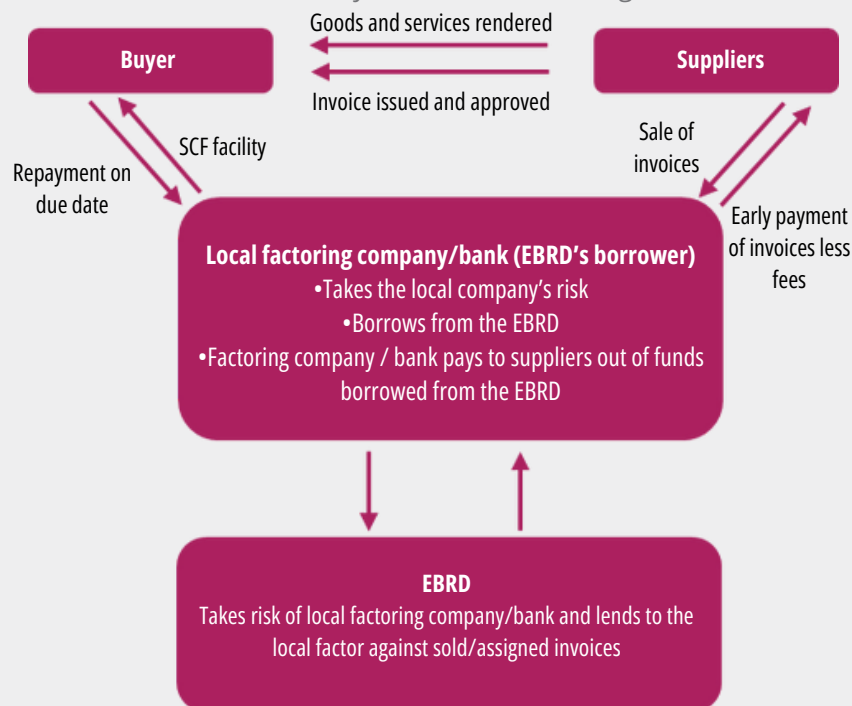 Goods and services rendered
Buyer
Suppliers
Invoice issued and approved
SCF facility
Sale of
invoices
Repayment on
due date
Early payment
of invoices less
fees
Local factoring company/bank (EBRD’s borrower)
•Takes the local company’s risk
•Borrows from the EBRD
•Factoring company / bank pays to suppliers out of funds
borrowed from the EBRD
EBRD
Takes risk of local factoring company/bank and lends to the
local factor against sold/assigned invoices